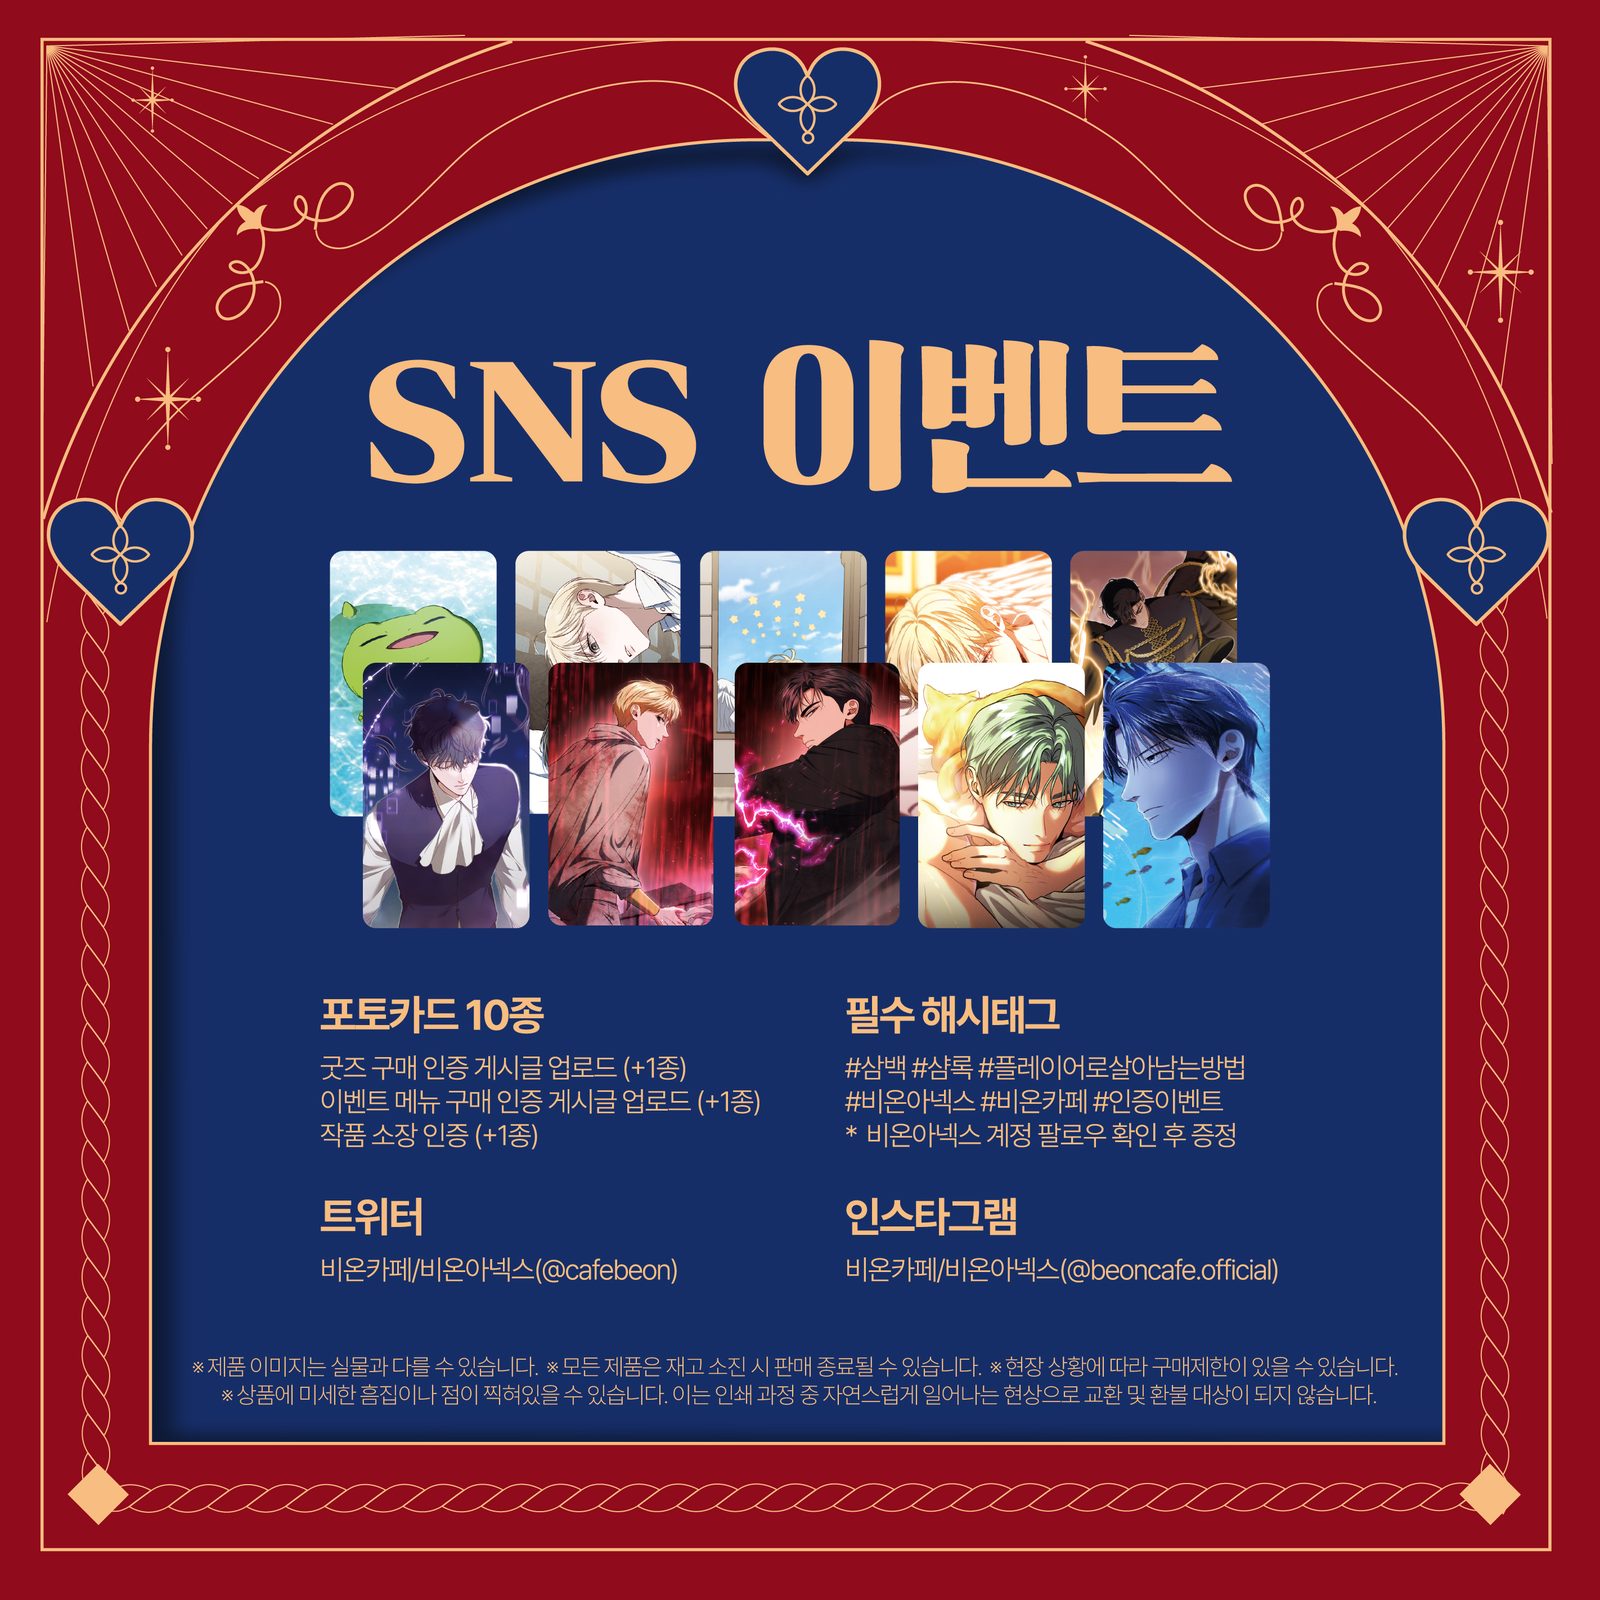 SNS 이벤트
포토카드 10종
굿즈 구매 인증 게시글 업로드 (+1종)
이벤트 메뉴 구매 인증 게시글 업로드 (+1종)
작품 소장 인증 (+1종)
필수 해시태그
#삼백 #샴록 #플레이어로살아남는방법
#비온아넥스 #비온카페 #인증이벤트
* 비온아넥스 계정 팔로우 확인 후 증정
트위터
비온카페/비온아넥스(@cafebeon)
인스타그램
비온카페/비온아넥스(@beoncafe.official)
※제품 이미지는 실물과 다를 수 있습니다. ※모든 제품은 재고 소진 시 판매 종료될 수 있습니다. ※현장 상황에 따라 구매제한이 있을 수 있습니다.
※상품에 미세한 흠집이나 점이 찍혀있을 수 있습니다. 이는 인쇄 과정 중 자연스럽게 일어나는 현상으로 교환 및 환불 대상이 되지 않습니다.